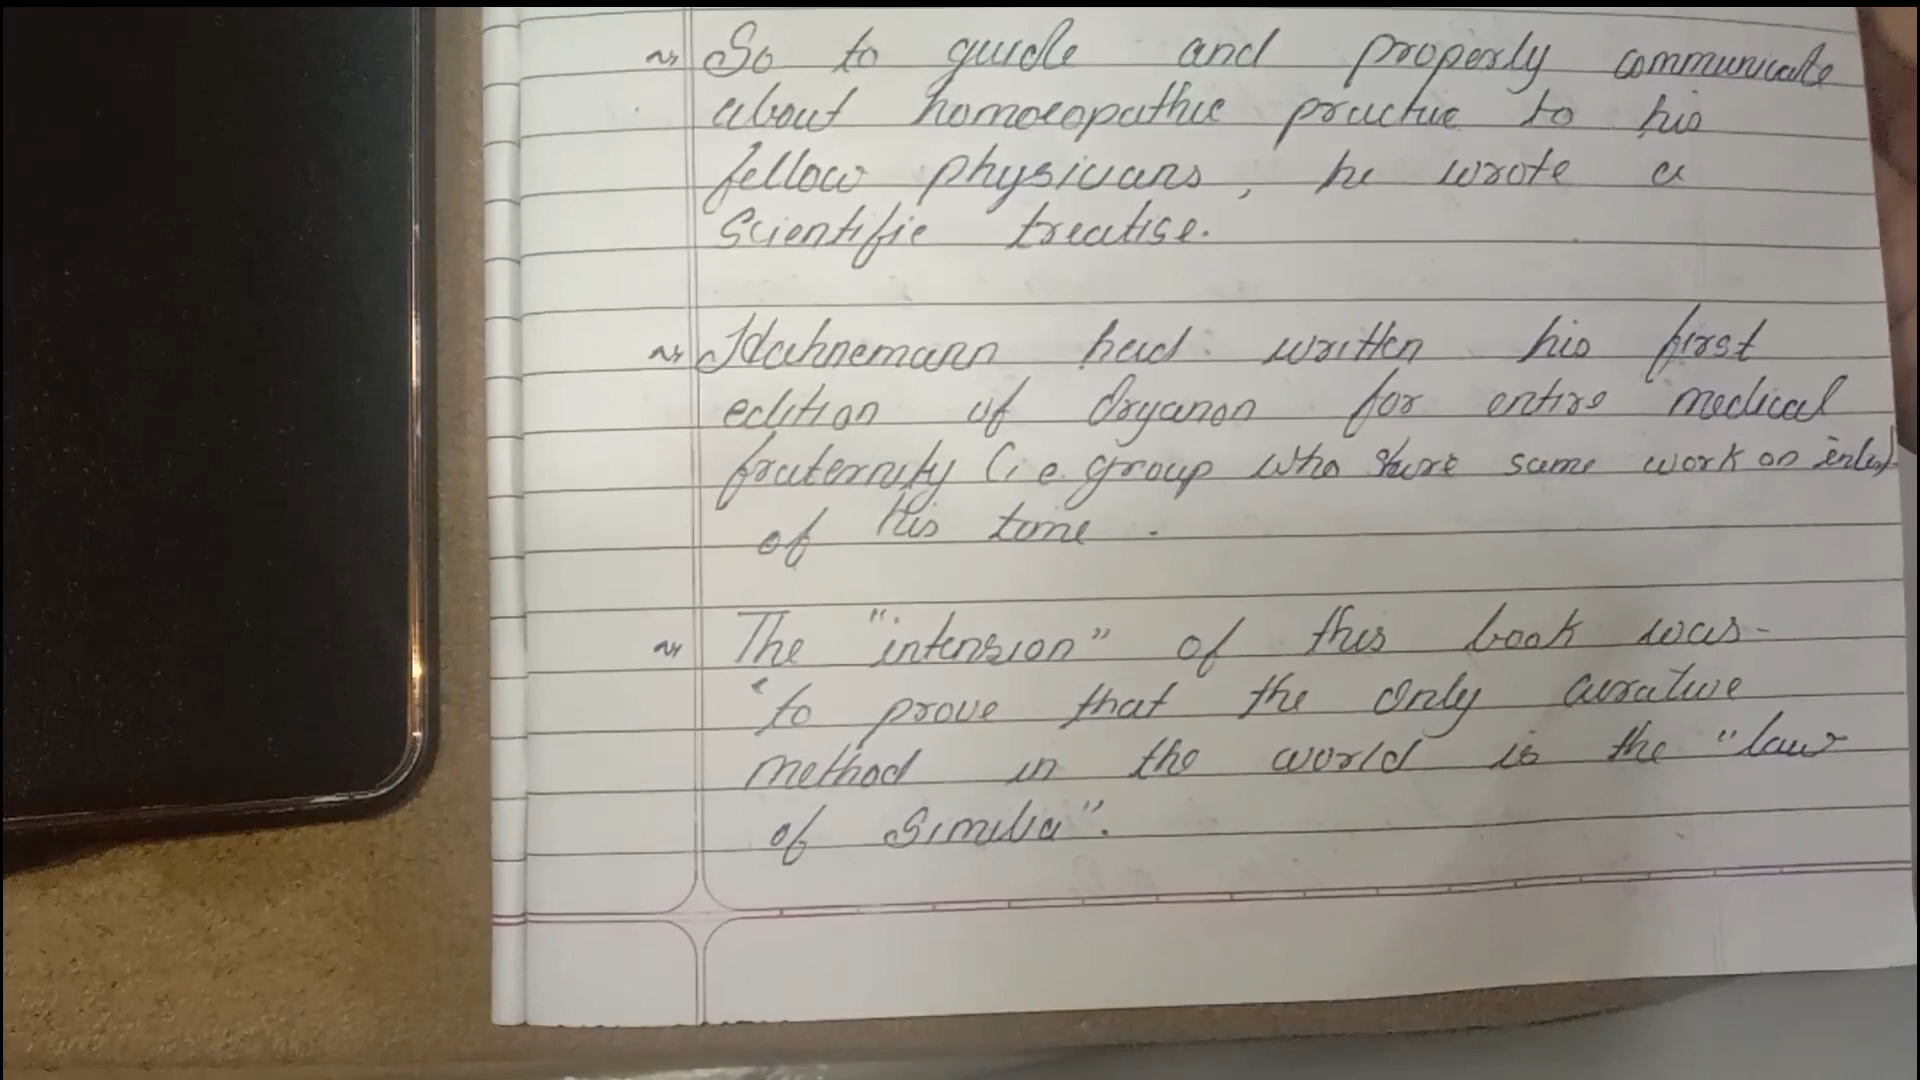 So to guide and properly communicate
about homoeopathic practice to his
fellow physicians, he wrote a
Scientific treatise.
Hahnemann had written his first
edition of Organon for entire medical
fraternity (i.e. group who share same work or
of his time.
The "intension" of this book was-
"to prove that the only curative
method in the world is the "law
of Similia".